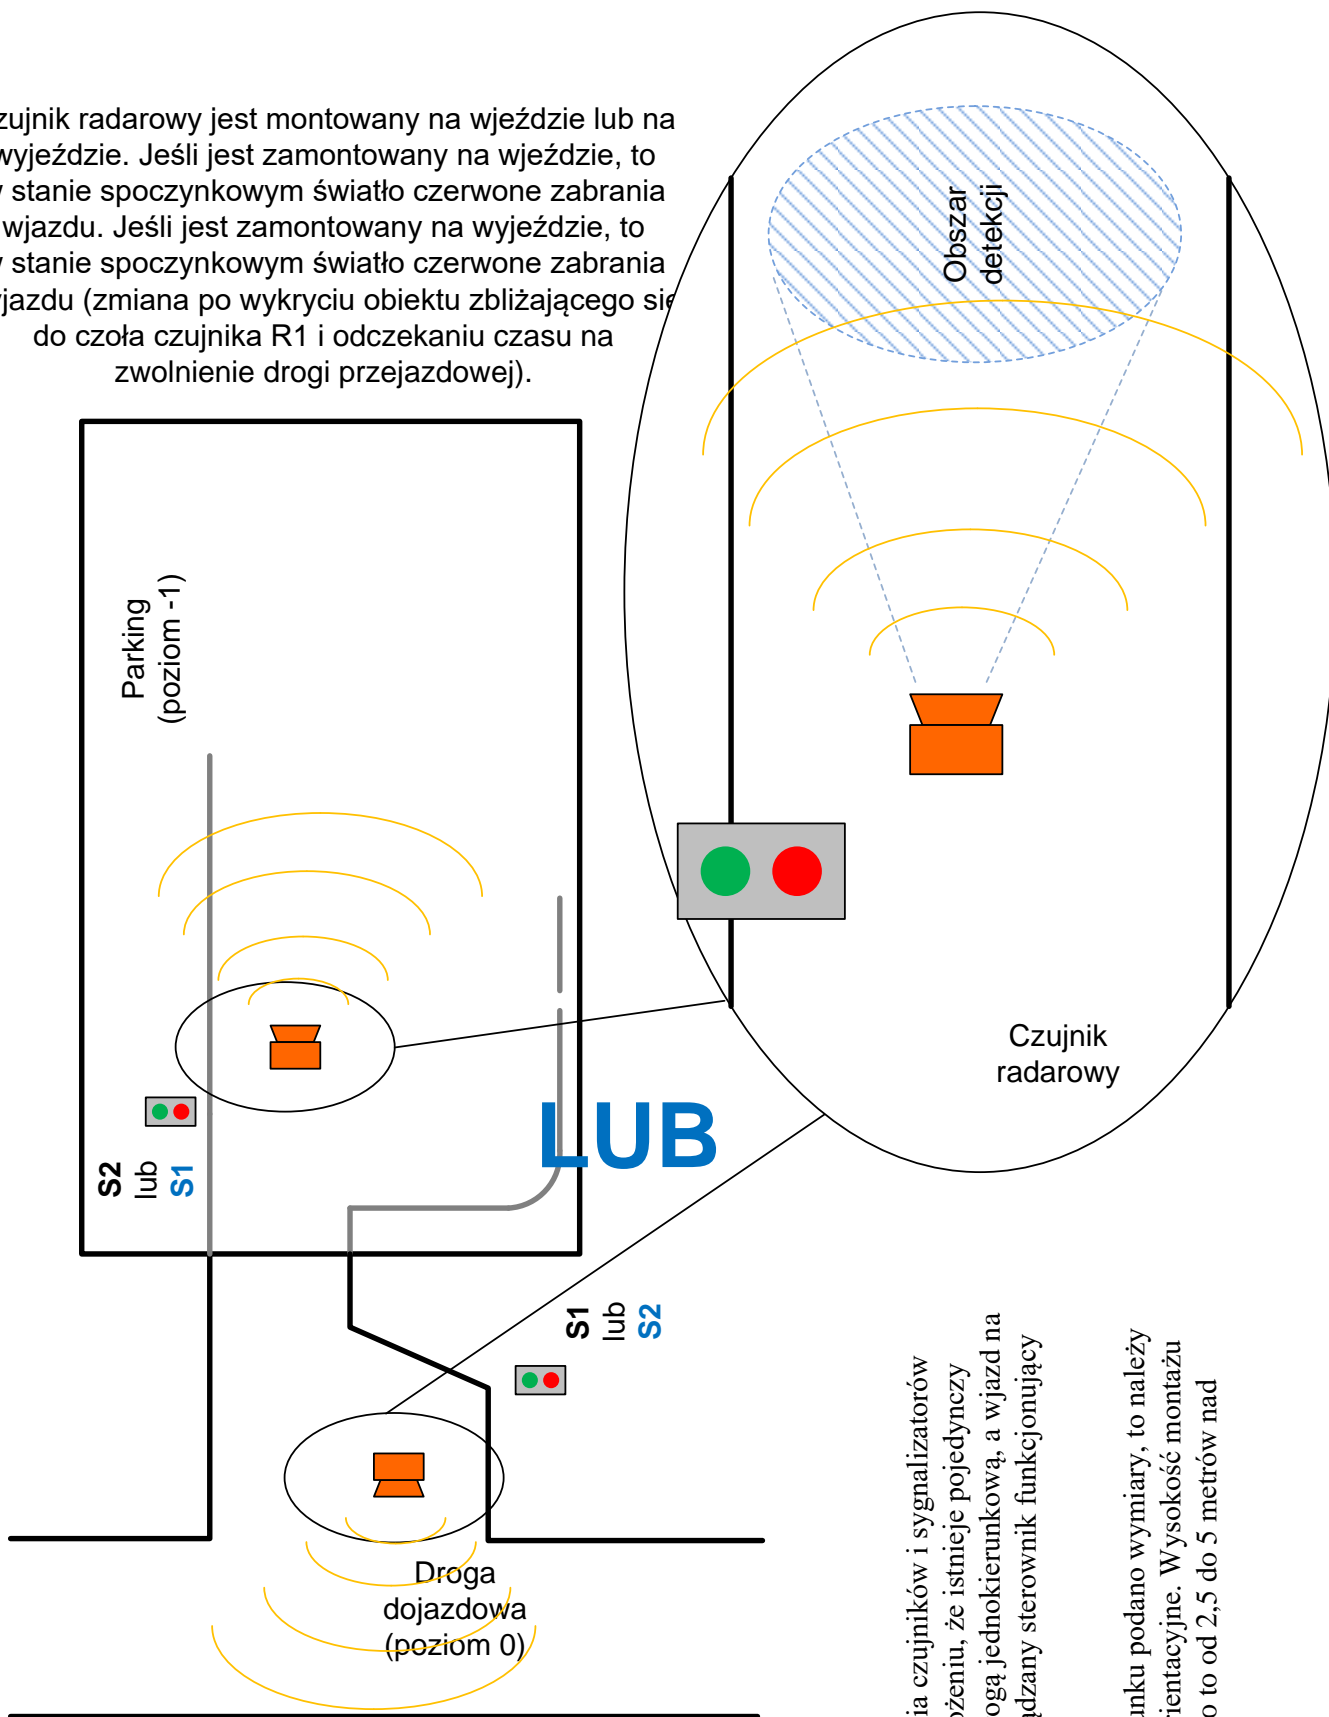 zujnik radarowy jest montowany na wjeździe lub na
wyjeździe. Jeśli jest zamontowany na wjeździe, to
w stanie spoczynkowym światło czerwone zabrania
wjazdu. Jeśli jest zamontowany na wyjeździe, to
w stanie spoczynkowym światło czerwone zabrania
jazdu (zmiana po wykryciu obiektu zbliżającego się
do czoła czujnika R1 i odczekaniu czasu na
zwolnienie drogi przejazdowej).
Obszar
detekcji
Parking
(poziom -1)
Czujnik
radarowy
LUB
S2
lub
S1
S1
lub
S2
Droga
dojazdowa
(poziom 0)
ia czujników i sygnalizatorów
ożeniu, że istnieje pojedynczy
ogą jednokierunkową, a wjazd na
ądzany sterownik funkcjonujący
unku podano wymiary, to należy
ientacyjne. Wysokość montażu
o to od 2,5 do 5 metrów nad